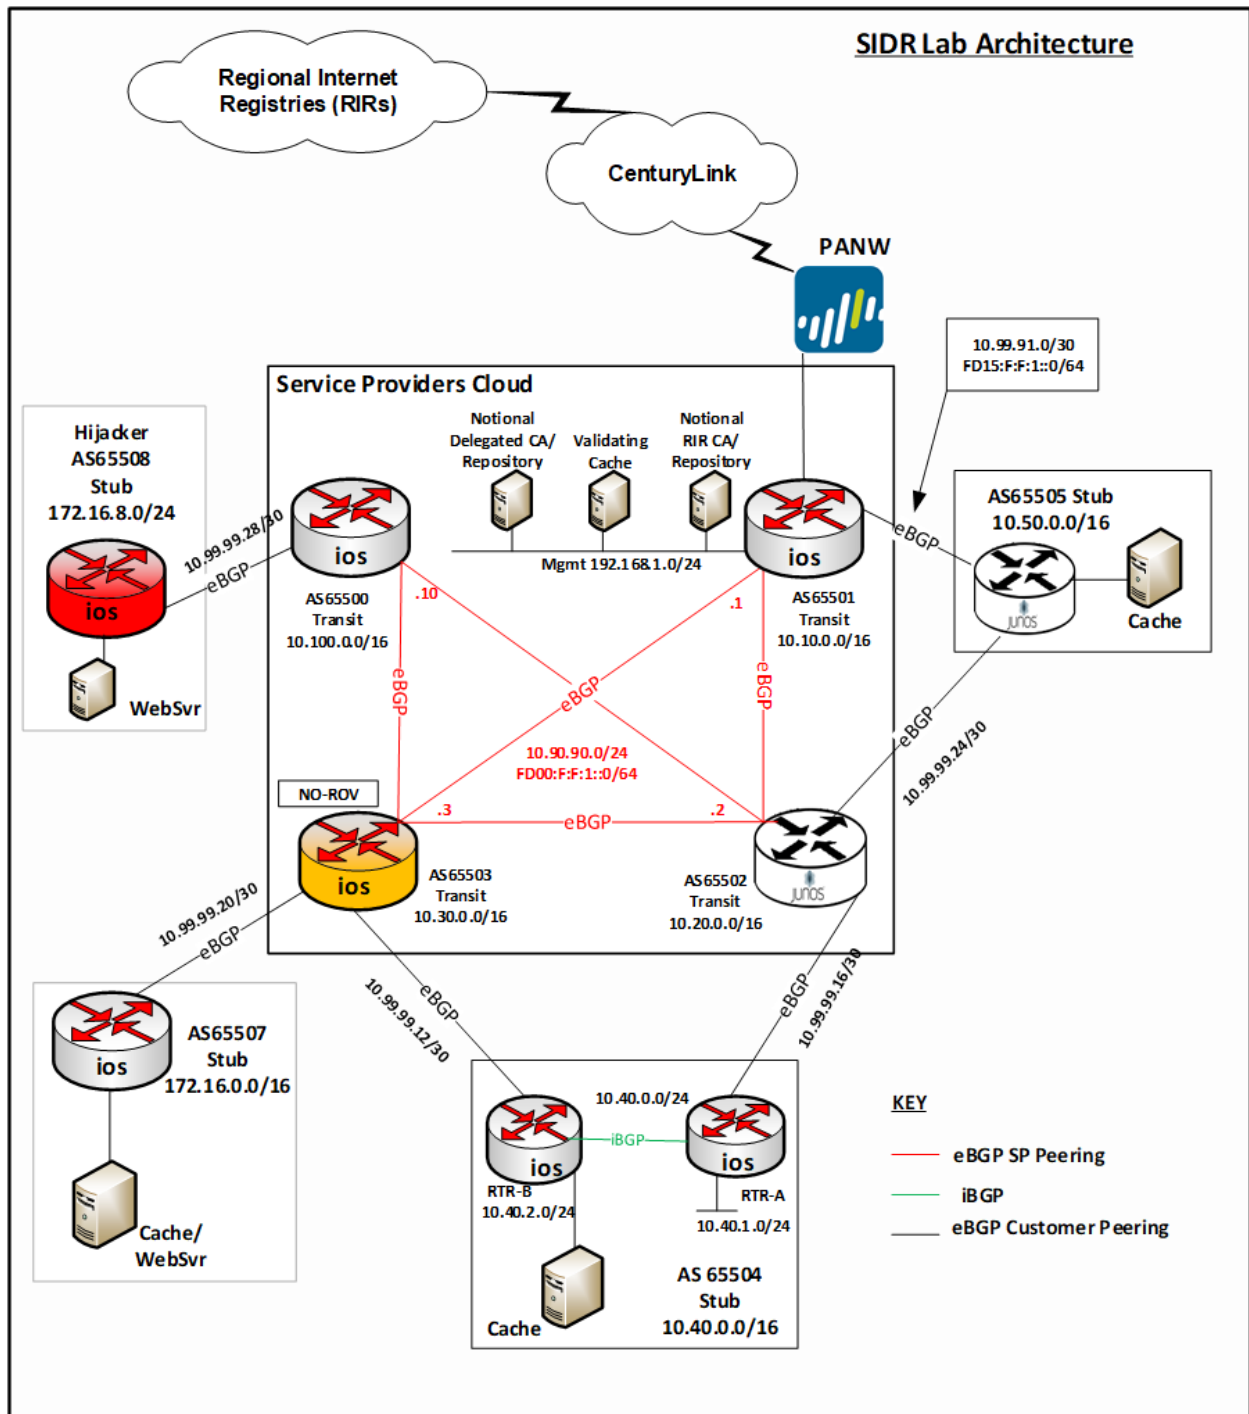 SIDR Lab Architecture
Regional Internet
Registries (RIRs)
CenturyLink
PANW
10.99.91.0/30
FD15:F:F:1::0/64
Service Providers Cloud
Notional
Delegated CA/
Repository
Validating
Cache
Notional
RIR CA/
Repository
Hijacker
AS65508
Stub
172.16.8.0/24
10.99.99.28/30
eBGP
ios
WebSvr
ios
AS65500
Transit
10.100.0.0/16
Mgmt 192.168.1.0/24
ios
AS65501
Transit
10.10.0.0/16
eBGP
AS65505 Stub
10.50.0.0/16
JUNOS
Cache
.10
.1
eBGP
eBGP
eBGP
10.90.90.0/24
FD00:F:F:1::0/64
eBGP
10.99.99.24/30
NO-ROV
.3
eBGP
.2
ios
AS65503
Transit
10.30.0.0/16
AS65502
Transit
10.20.0.0/16
JUNOS
10.99.99.20/30
eBGP
eBGP
10.99.99.12/30
eBGP
10.99.99.16/30
ios
AS65507
Stub
172.16.0.0/16
Cache/
WebSvr
10.40.0.0/24
iBGP
ios
RTR-B
10.40.2.0/24
ios
RTR-A
10.40.1.0/24
Cache
AS 65504
Stub
10.40.0.0/16
KEY
eBGP SP Peering
iBGP
eBGP Customer Peering